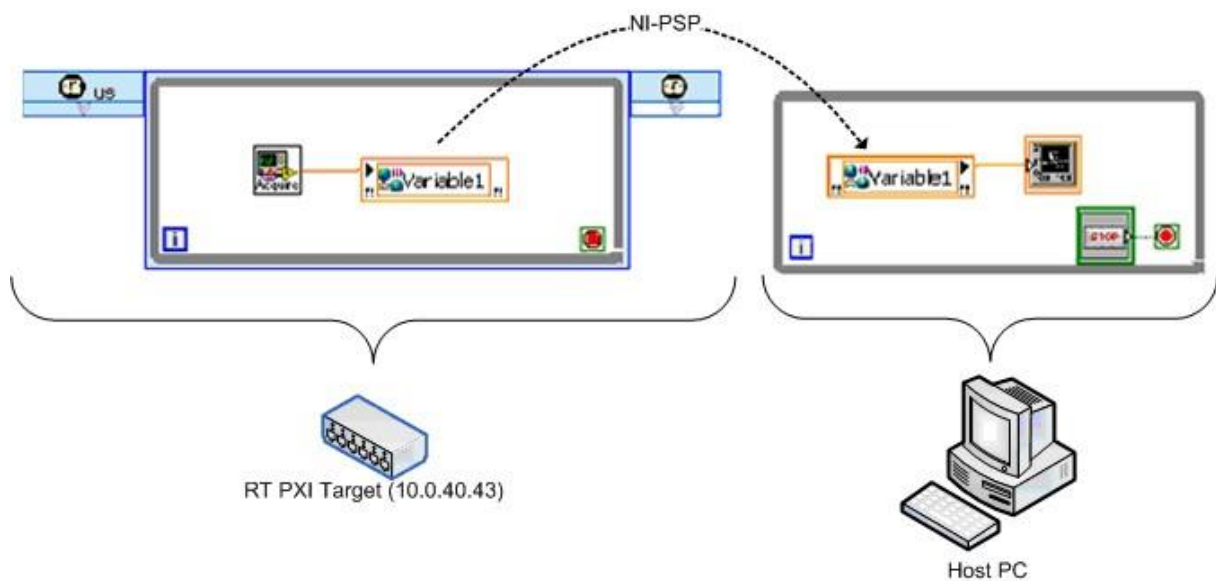 NI-PSP
us
Acquire
Variable1
i
Variable1
STOP
i
RT PXI Target (10.0.40.43)
Host PC